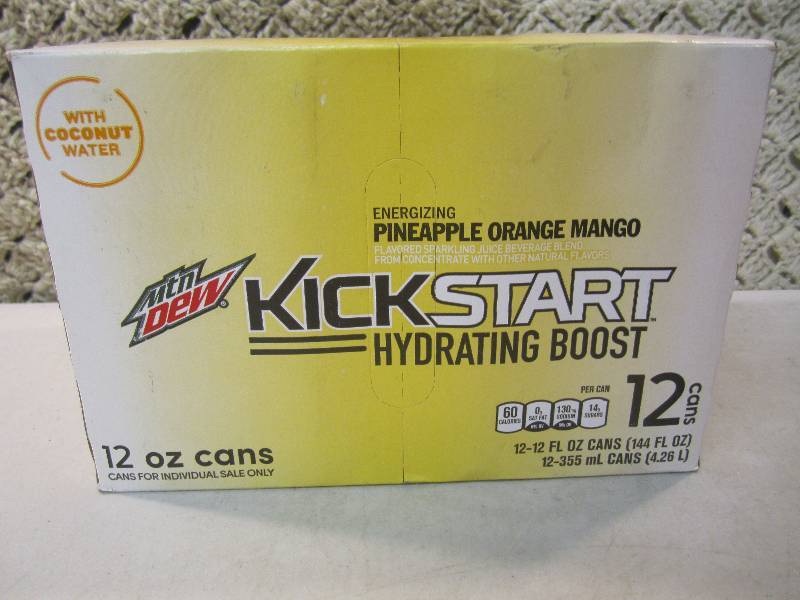 WITH
COCONUT
WATER
ENERGIZING
PINEAPPLE ORANGE MANGO
FLAVORED SPARKLING JUICE BEVERAGE BLEND
FROM CONCENTRATE WITH OTHER NATURAL FLAVORS
Mtn
DEW®
KICKSTART™
HYDRATING BOOST
PER CAN
60
CALORIES
0g
SAT FAT
0% DV
130mg
SODIUM
14g
SUGARS
12 cans
12-12 FL OZ CANS (144 FL OZ)
12-355 mL CANS (4.26 L)
12 oz cans
CANS FOR INDIVIDUAL SALE ONLY